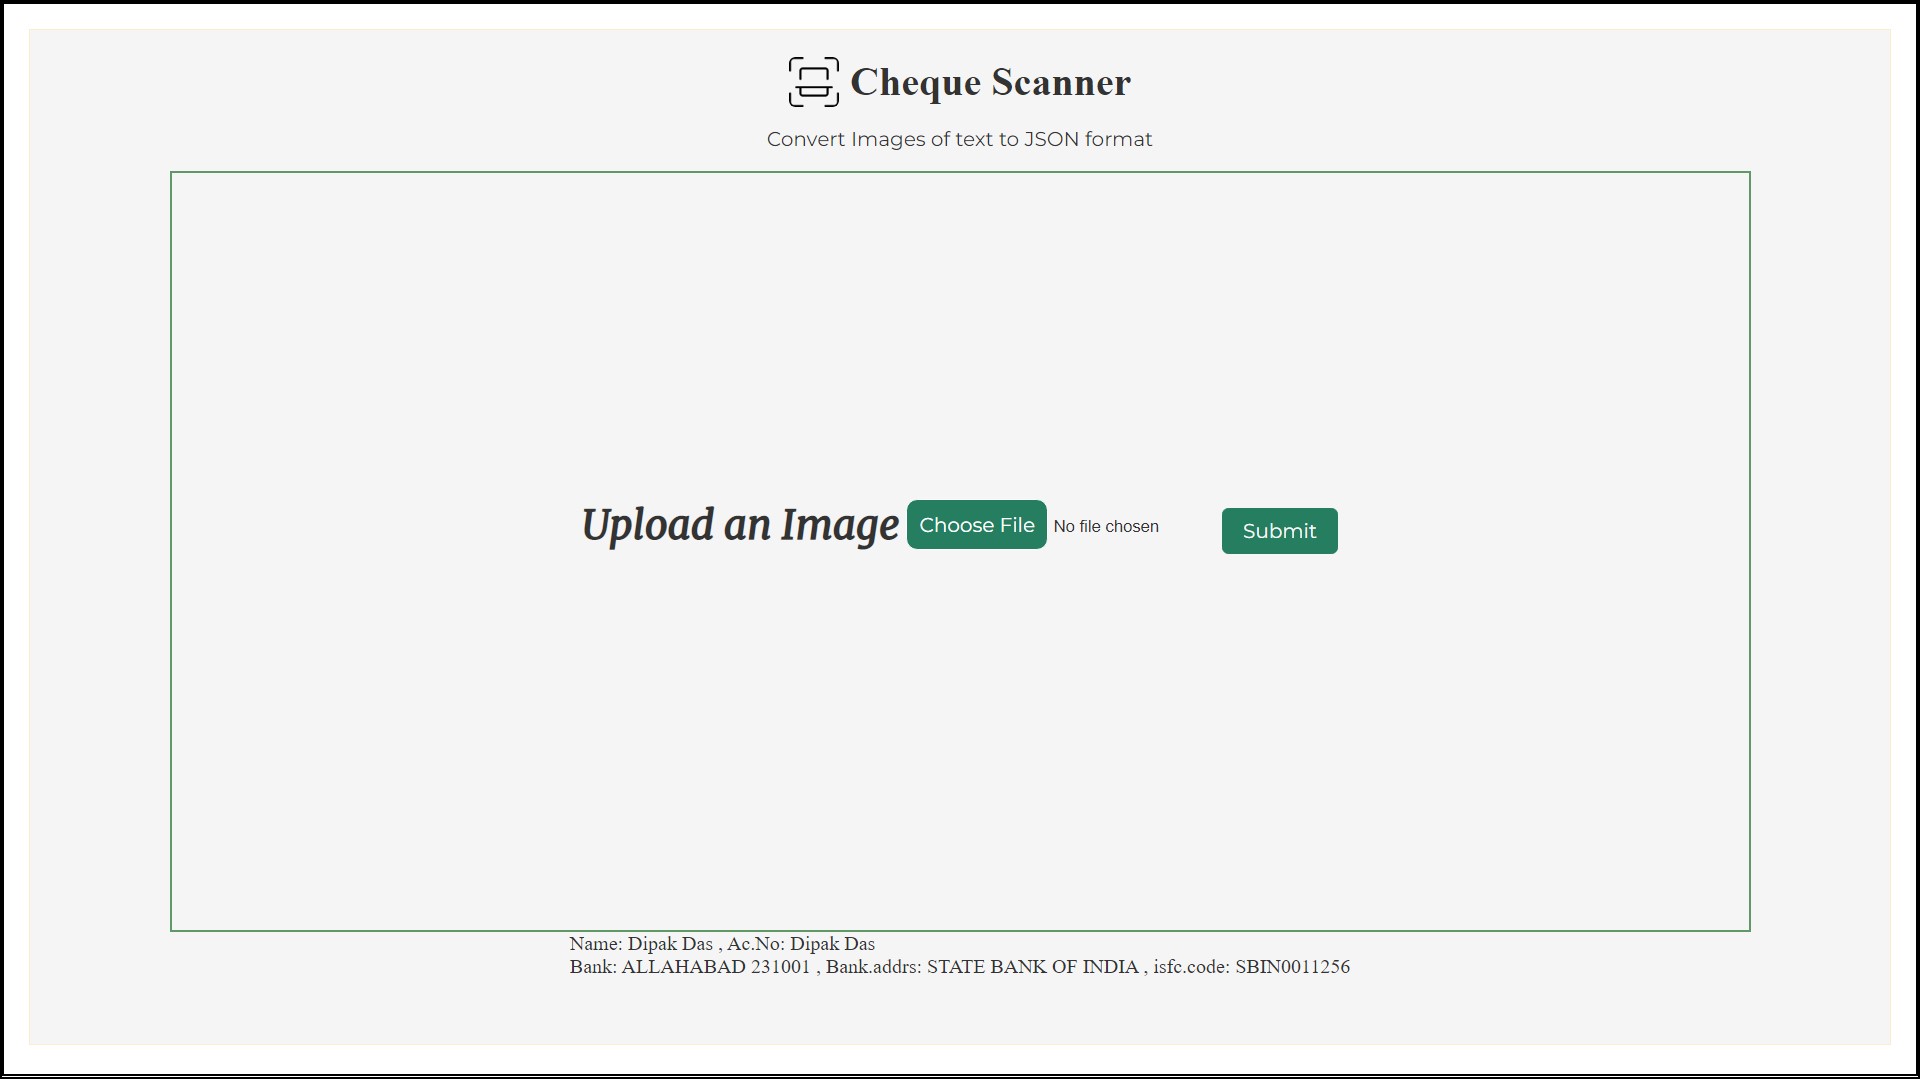 Cheque Scanner
Convert Images of text to JSON format
Upload an Image Choose File No file chosen Submit
Name: Dipak Das , Ac.No: Dipak Das
Bank: ALLAHABAD 231001 , Bank.addrs: STATE BANK OF INDIA , isfc.code: SBIN0011256